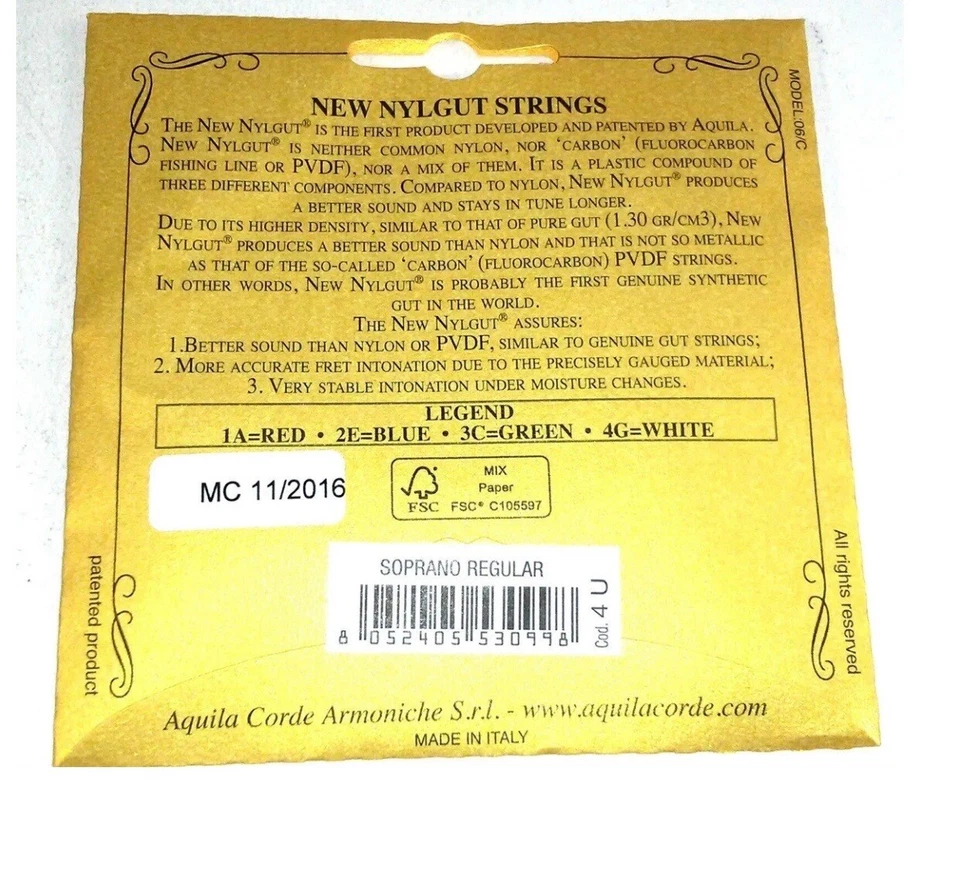 NEW NYLGUT STRINGS
THE NEW NYLGUT® IS THE FIRST PRODUCT DEVELOPED AND PATENTED BY AQUILA.
NEW NYLGUT® IS NEITHER COMMON NYLON, NOR ‘CARBON’ (FLUOROCARBON
FISHING LINE OR PVDF), NOR A MIX OF THEM. IT IS A PLASTIC COMPOUND OF
THREE DIFFERENT COMPONENTS. COMPARED TO NYLON, NEW NYLGUT® PRODUCES
A BETTER SOUND AND STAYS IN TUNE LONGER.
DUE TO ITS HIGHER DENSITY, SIMILAR TO THAT OF PURE GUT (1.30 GR/CM3), NEW
NYLGUT® PRODUCES A BETTER SOUND THAN NYLON AND THAT IS NOT SO METALLIC
AS THAT OF THE SO-CALLED ‘CARBON’ (FLUOROCARBON) PVDF STRINGS.
IN OTHER WORDS, NEW NYLGUT® IS PROBABLY THE FIRST GENUINE SYNTHETIC
GUT IN THE WORLD.
THE NEW NYLGUT® ASSURES:
1.BETTER SOUND THAN NYLON OR PVDF, SIMILAR TO GENUINE GUT STRINGS;
2. MORE ACCURATE FRET INTONATION DUE TO THE PRECISELY GAUGED MATERIAL;
3. VERY STABLE INTONATION UNDER MOISTURE CHANGES.
LEGEND
1A=RED • 2E=BLUE • 3C=GREEN • 4G=WHITE
MC 11/2016
MIX
Paper
FSC FSC® C105597
SOPRANO REGULAR
8 052405 530998
Cod. 4 U
Aquila Corde Armoniche S.r.l. - www.aquilacorde.com
MADE IN ITALY
patented product
All rights reserved
MODEL:06/C